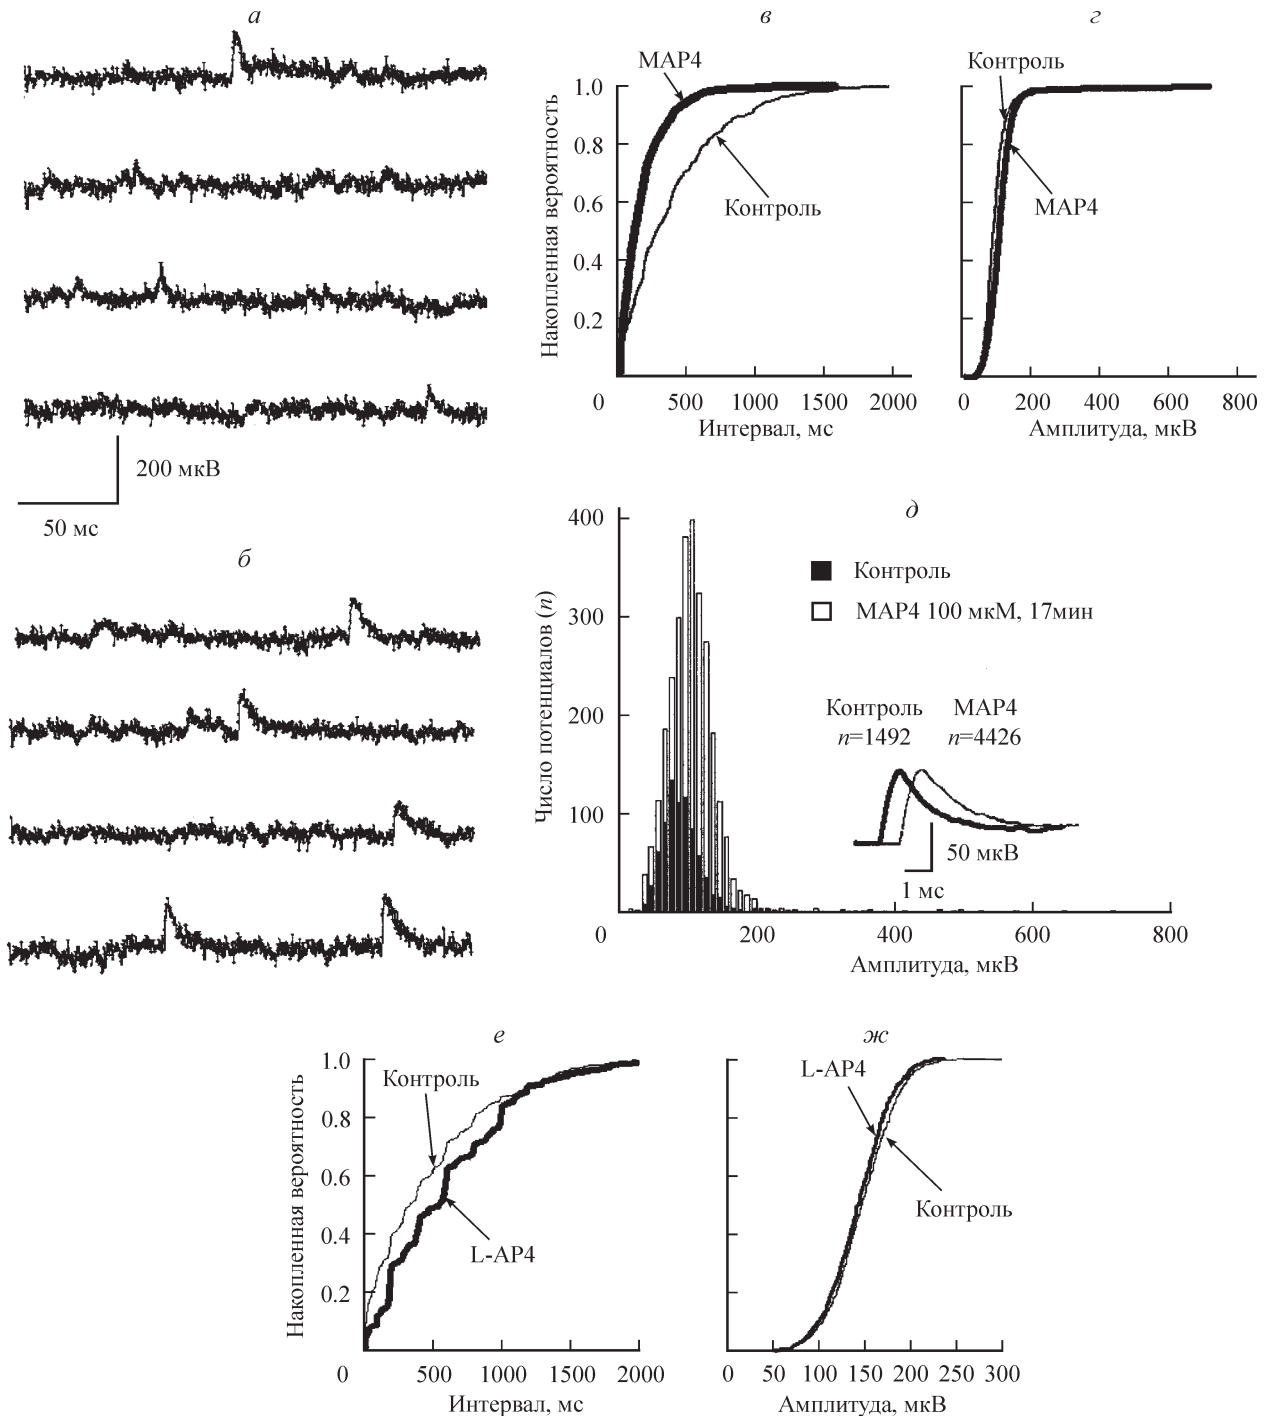 а
200 мкВ
50 мс
б
в
MAP4
Контроль
Накопленная вероятность
1.0
0.8
0.6
0.4
0.2
0 500 1000 1500 2000
Интервал, мс
г
Контроль
MAP4
0 200 400 600 800
Амплитуда, мкВ
д
Число потенциалов (n)
400
300
200
100
Контроль
MAP4 100 мкМ, 17мин
Контроль MAP4
n=1492 n=4426
50 мкВ
1 мс
0 200 400 600 800
Амплитуда, мкВ
е
Накопленная вероятность
1.0
0.8
0.6
0.4
0.2
Контроль
L-AP4
0 500 1000 1500 2000
Интервал, мс
ж
L-AP4
Контроль
0 50 100 150 200 250 300
Амплитуда, мкВ